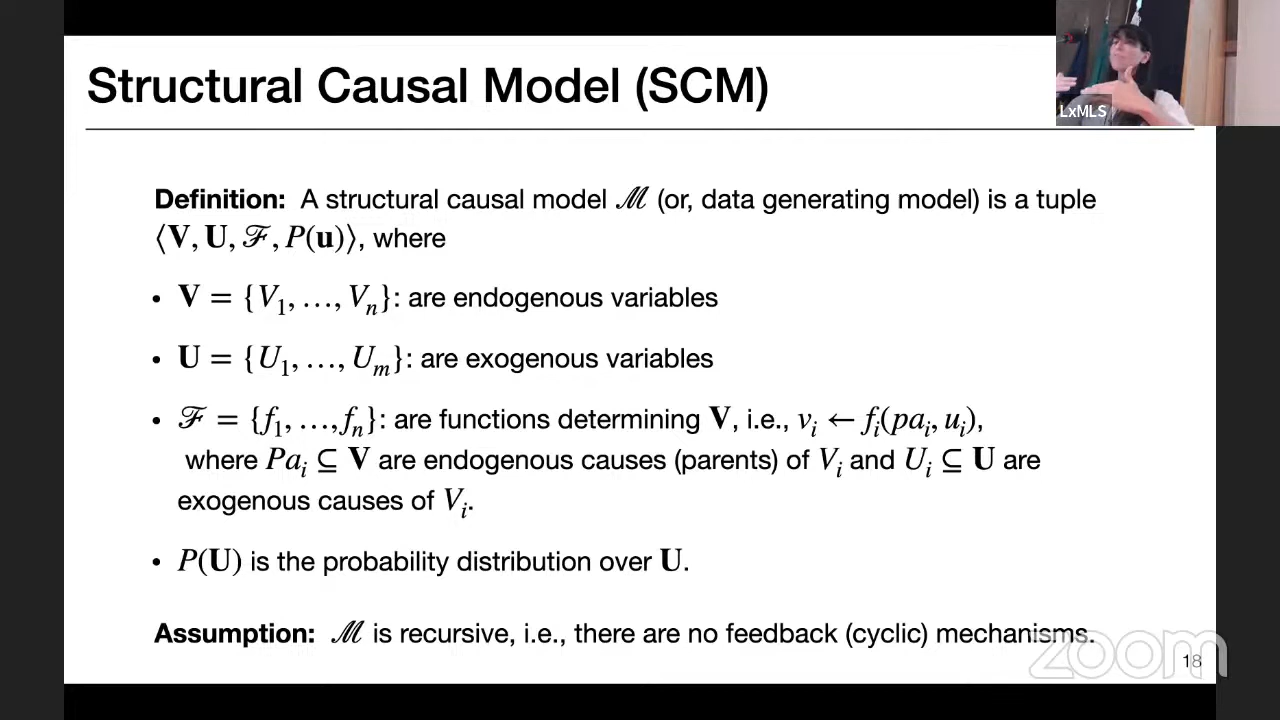 Structural Causal Model (SCM)
LxMLS
Definition: A structural causal model ℳ (or, data generating model) is a tuple
⟨V, U, ℱ, P(u)⟩, where
• V = {V₁, …, Vₙ}: are endogenous variables
• U = {U₁, …, Uₘ}: are exogenous variables
• ℱ = {f₁, …, fₙ}: are functions determining V, i.e., vᵢ ← fᵢ(paᵢ, uᵢ),
where Paᵢ ⊆ V are endogenous causes (parents) of Vᵢ and Uᵢ ⊆ U are
exogenous causes of Vᵢ.
• P(U) is the probability distribution over U.
Assumption: ℳ is recursive, i.e., there are no feedback (cyclic) mechanisms.
zoom
18